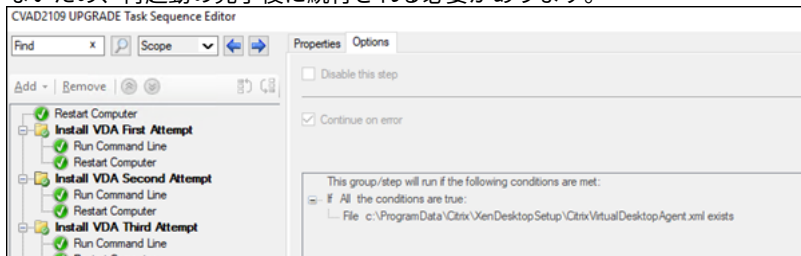 CVAD2109 UPGRADE Task Sequence Editor
Find x Scope
Add Remove
Restart Computer
Install VDA First Attempt
Run Command Line
Restart Computer
Install VDA Second Attempt
Run Command Line
Restart Computer
Install VDA Third Attempt
Run Command Line
Properties Options
Disable this step
Continue on error
This group/step will run if the following conditions are met:
If All the conditions are true:
File c:\ProgramData\Citrix\XenDesktopSetup\CitrixVirtualDesktopAgent.xml exists